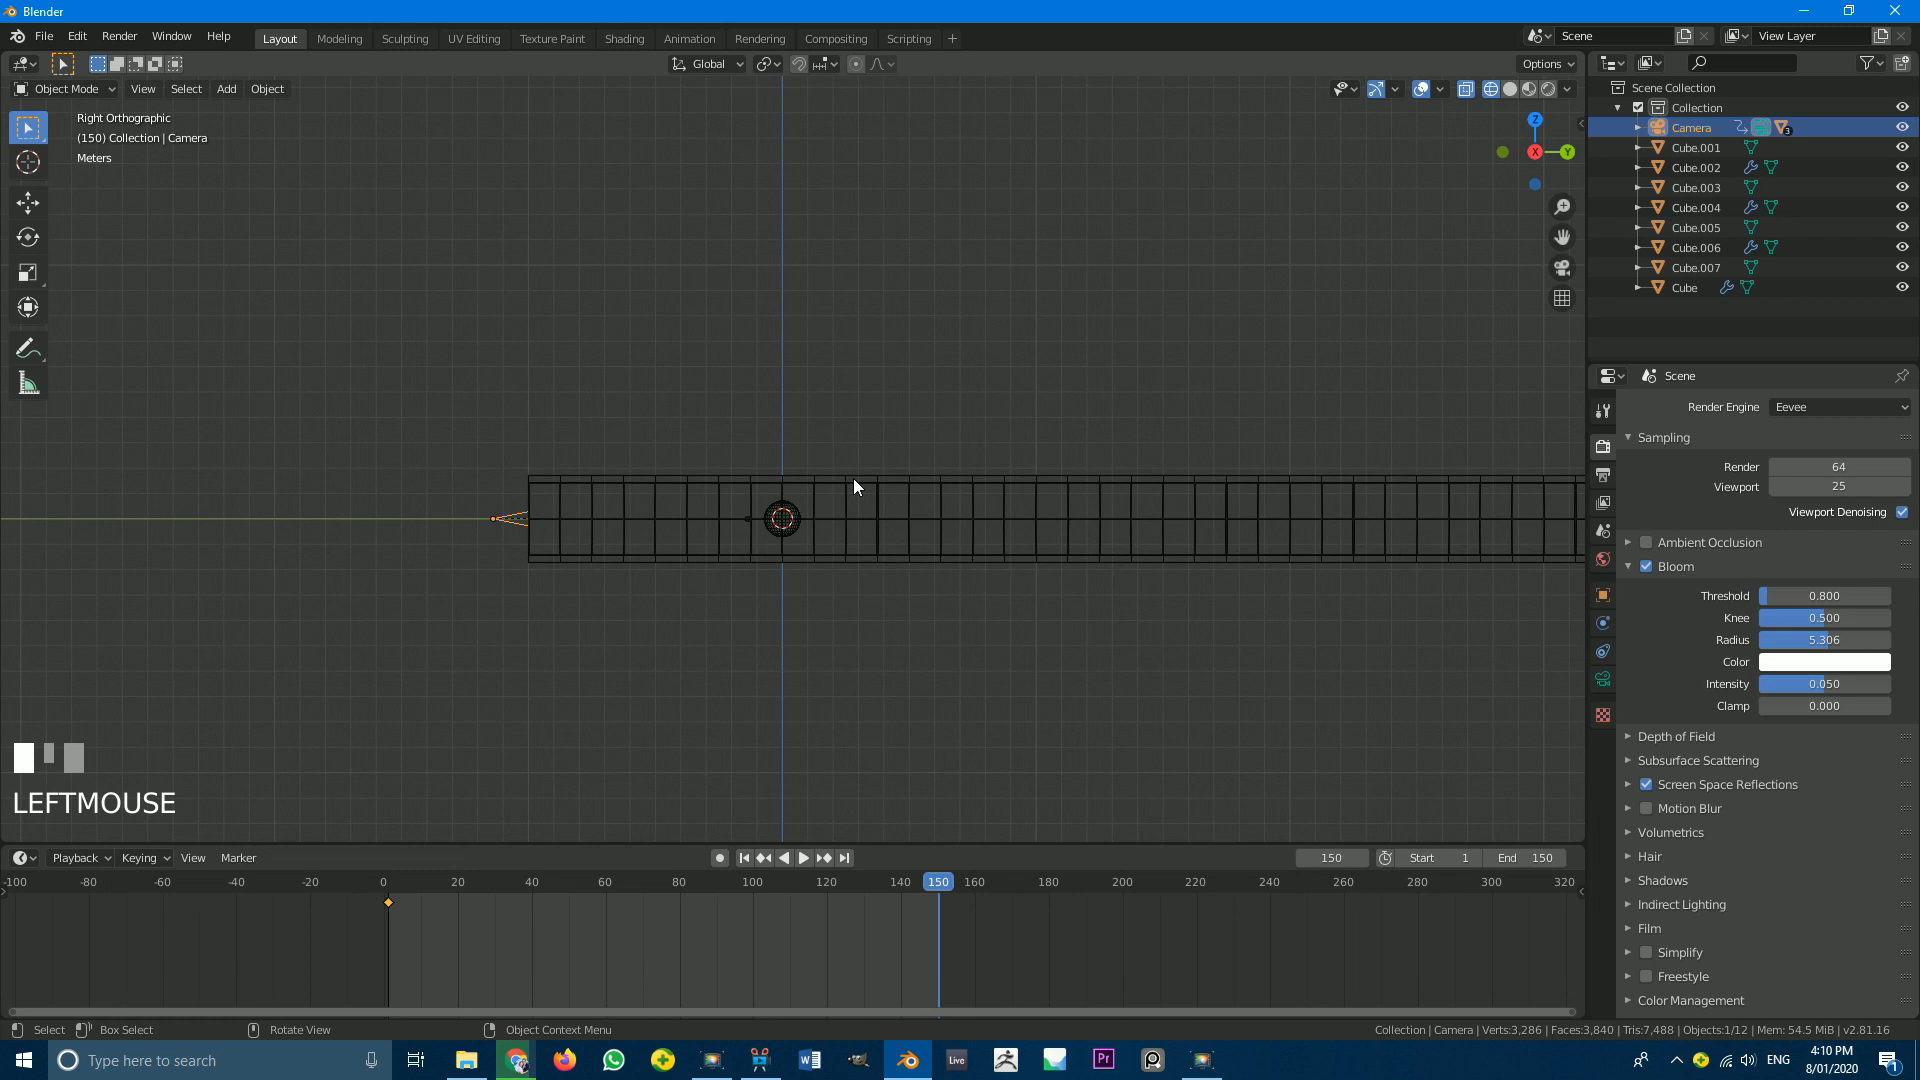 Blender
File Edit Render Window Help
Layout Modeling Sculpting UV Editing Texture Paint Shading Animation Rendering Compositing Scripting +
Scene View Layer
Global Options
Object Mode View Select Add Object
Right Orthographic
(150) Collection | Camera
Meters
Z
X
Y
Scene Collection
Collection
Camera 3
Cube.001
Cube.002
Cube.003
Cube.004
Cube.005
Cube.006
Cube.007
Cube
Scene
Render Engine Eevee
Sampling
Render 64
Viewport 25
Viewport Denoising
Ambient Occlusion
Bloom
Threshold 0.800
Knee 0.500
Radius 5.306
Color
Intensity 0.050
Clamp 0.000
Depth of Field
Subsurface Scattering
Screen Space Reflections
Motion Blur
Volumetrics
Hair
Shadows
Indirect Lighting
Film
Simplify
Freestyle
Color Management
LEFTMOUSE
Playback Keying View Marker 150 Start 1 End 150
-100 -80 -60 -40 -20 0 20 40 60 80 100 120 140 150 160 180 200 220 240 260 280 300 320
Select Box Select Rotate View Object Context Menu
Collection | Camera | Verts:3,286 | Faces:3,840 | Tris:7,488 | Objects:1/12 | Mem: 54.5 MiB | v2.81.16
Type here to search
W Live Pr
ENG
4:10 PM
8/01/2020
1